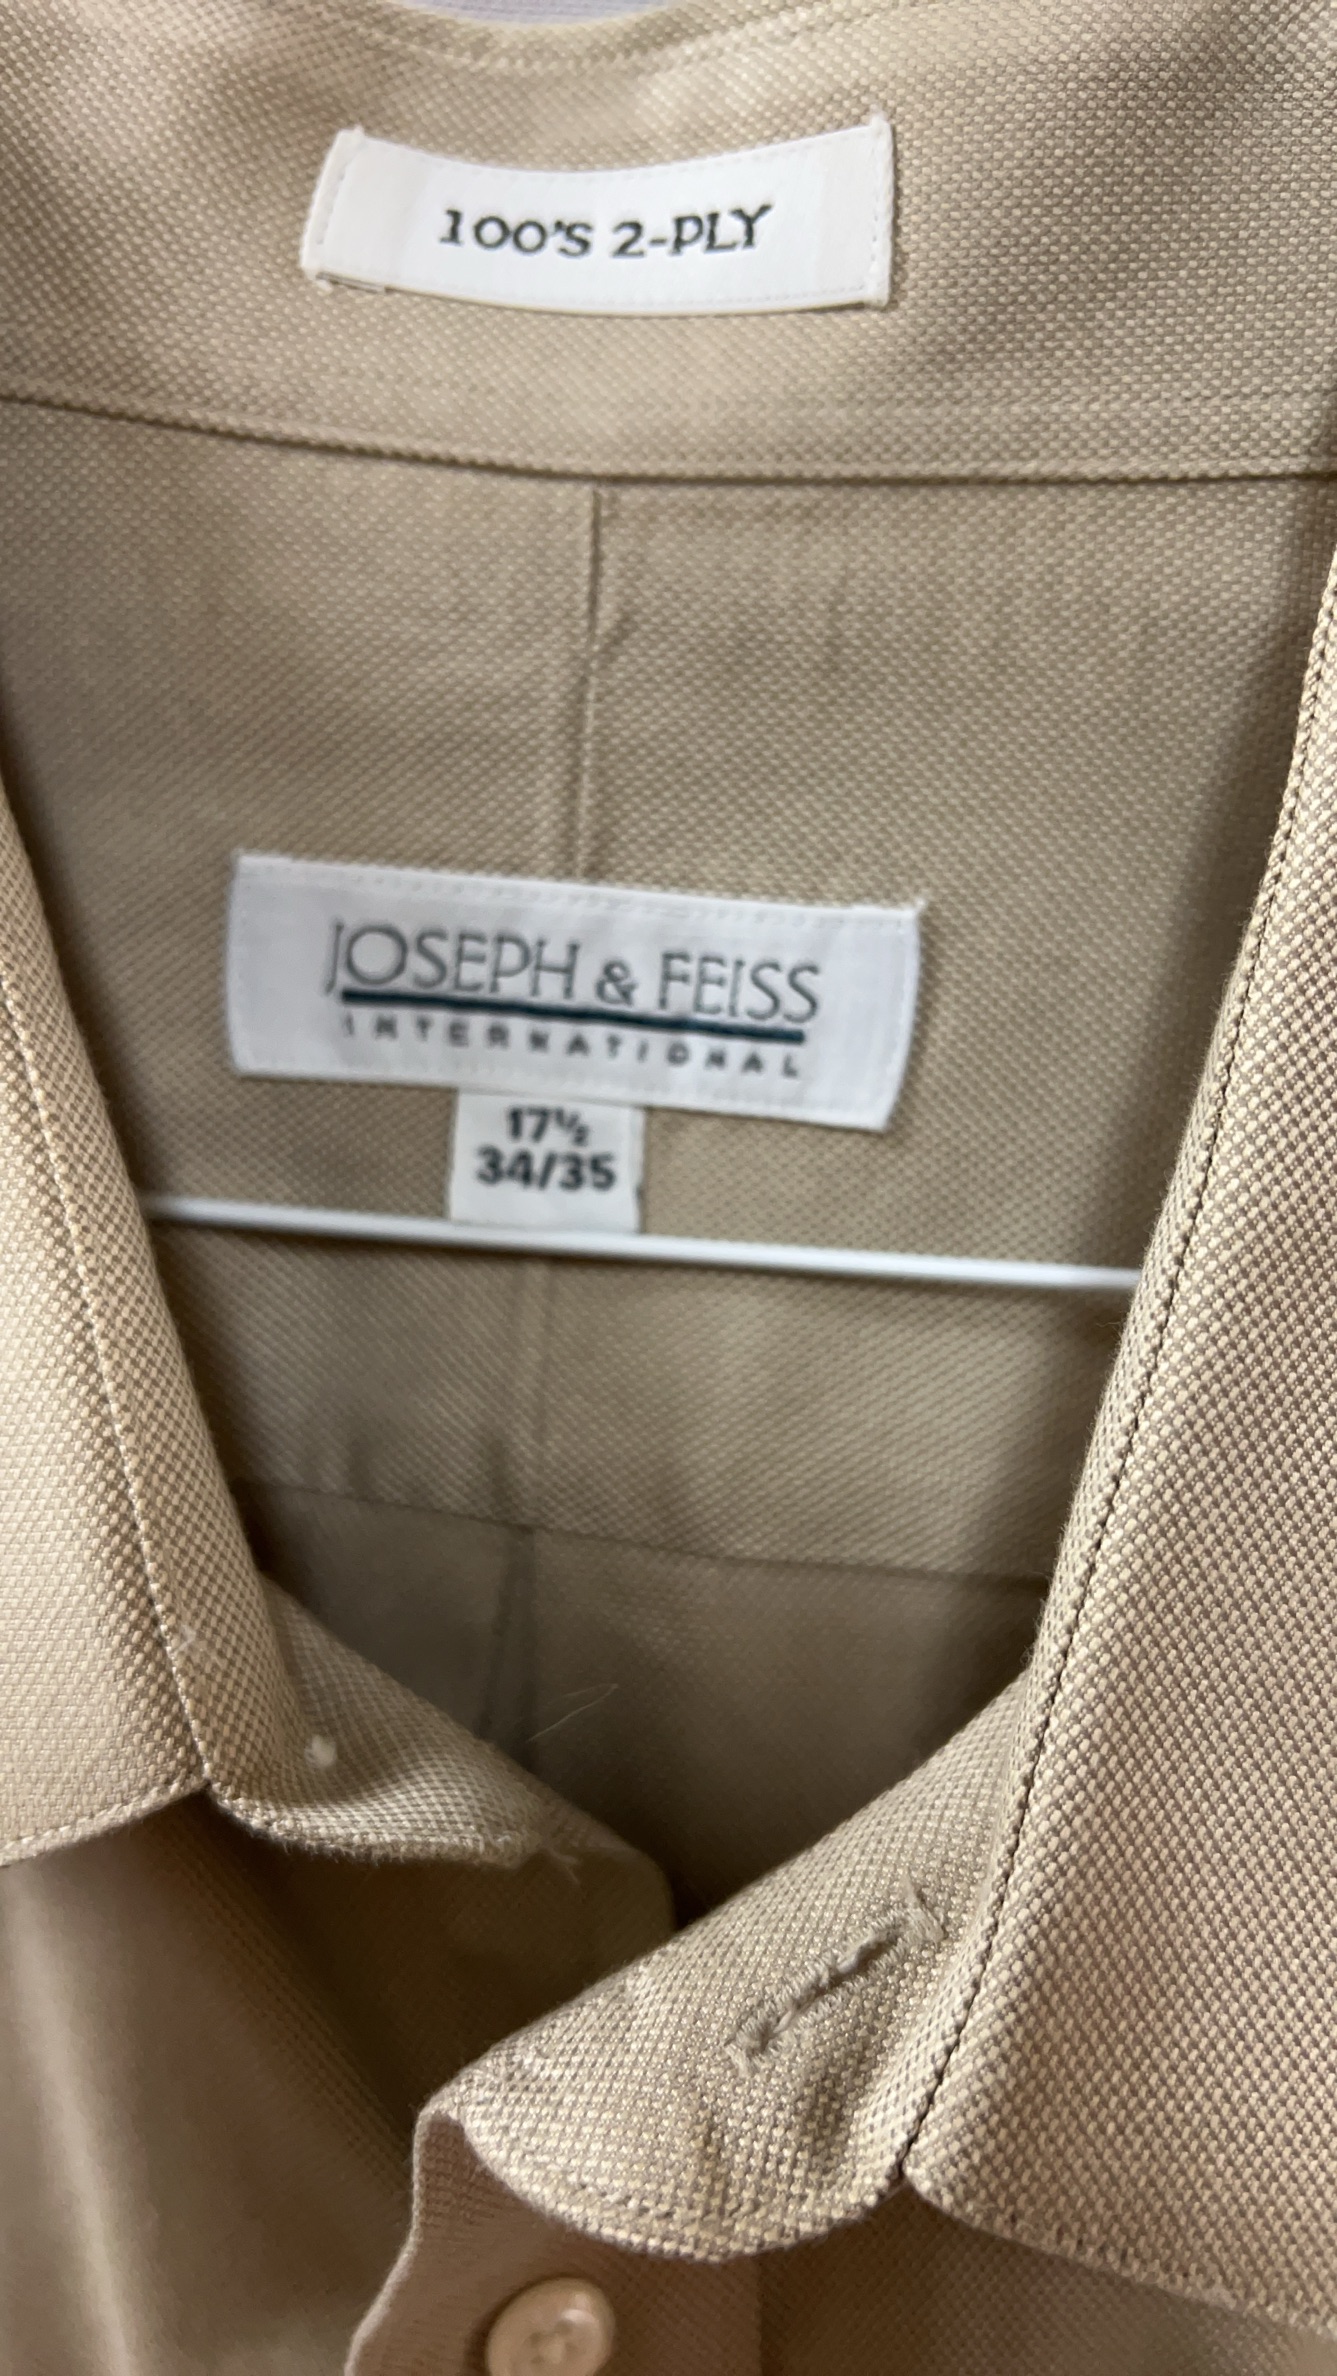 100'S 2-PLY
JOSEPH & FEISS
INTERNATIONAL
17½
34/35